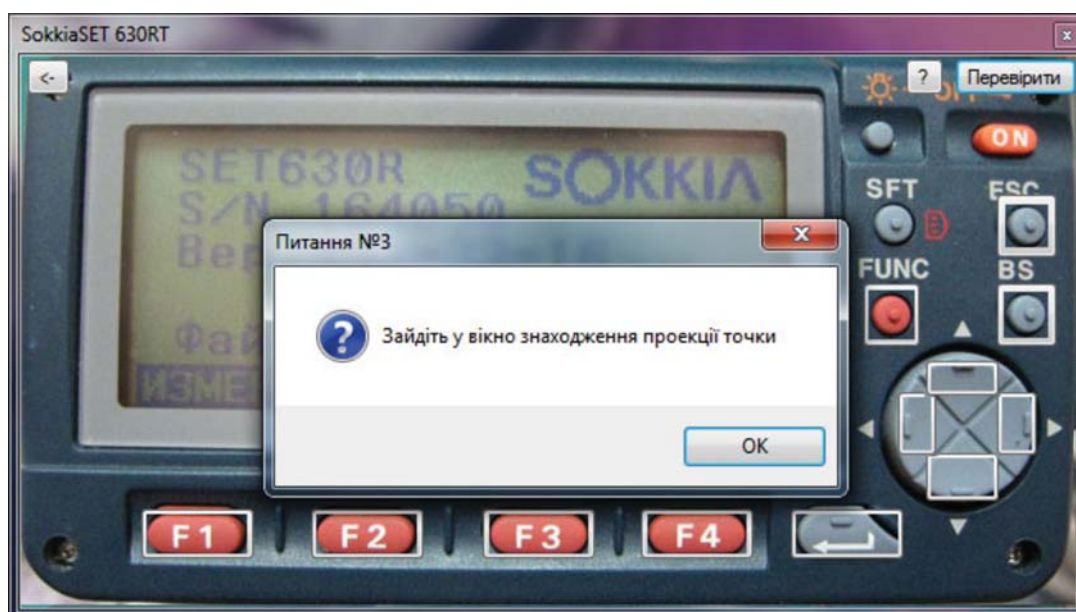 SokkiaSET 630RT
<-
?
Перевірити
ON
SET630R
SOKKIA
S/N 164050
SFT
ESC
FUNC
BS
Питання №3
Зайдіть у вікно знаходження проекції точки
OK
F1
F2
F3
F4